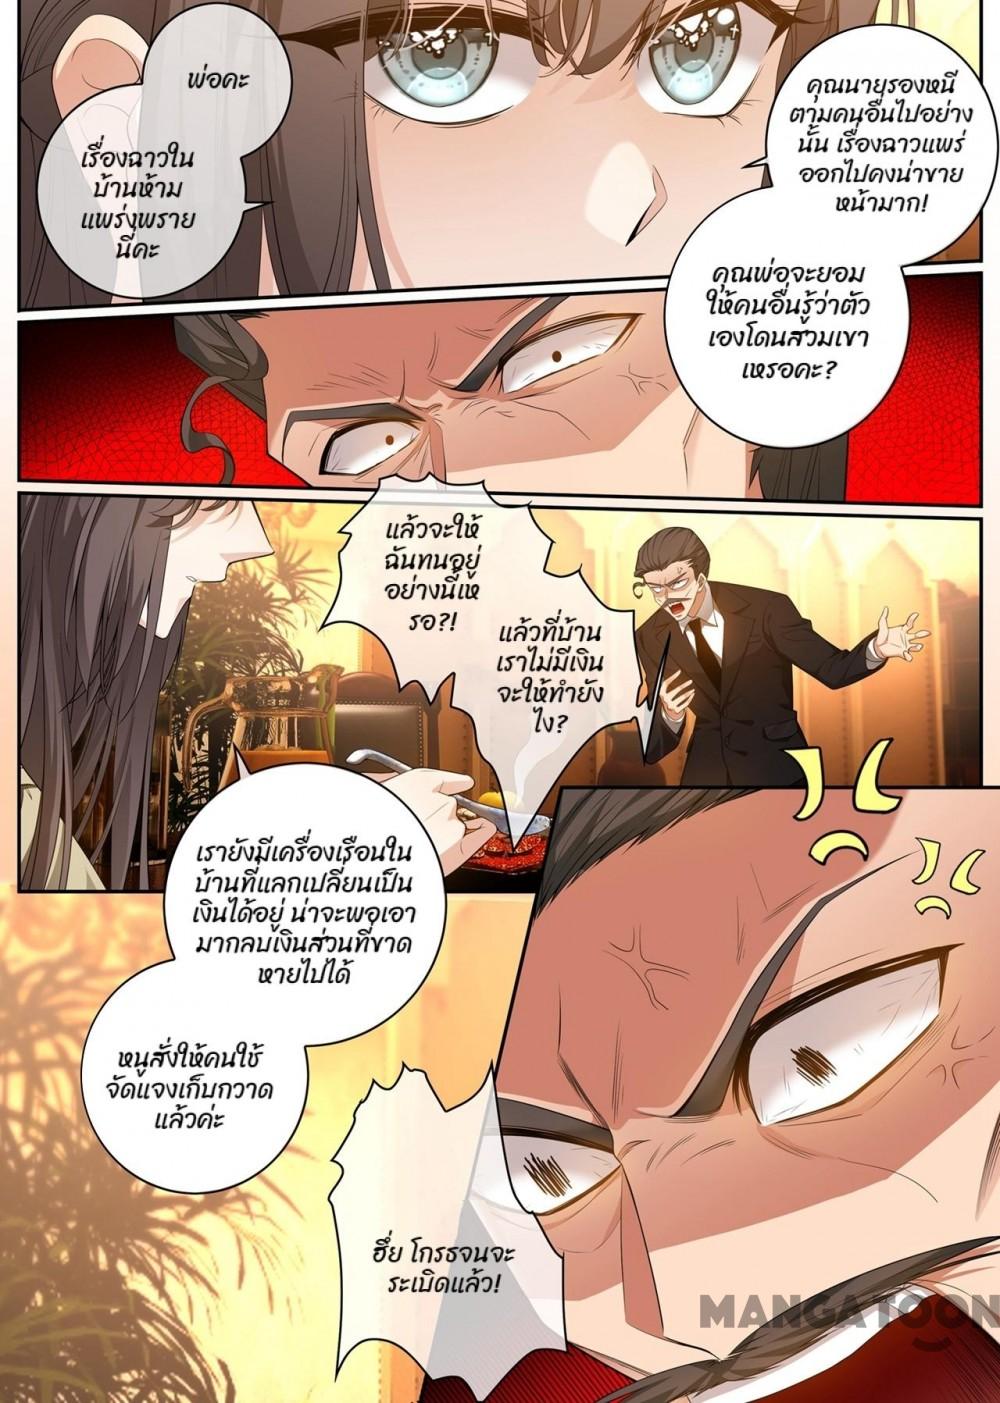 พ่อคะ
เรื่องฉาวใน
บ้านห้าม
แพร่งพราย
นี่คะ
คุณนายรองหนี
ตามคนอื่นไปอย่าง
นั้น เรื่องฉาวแพร่
ออกไปคงน่าขาย
หน้ามาก!
คุณพ่อจะยอม
ให้คนอื่นรู้ว่าตัว
เองโดนสวมเขา
เหรอคะ?
แล้วจะให้
ฉันทนอยู่
อย่างนี้เห
รอ?!
แล้วที่บ้าน
เราไม่มีเงิน
จะให้ทำยัง
ไง?
เรายังมีเครื่องเรือนใน
บ้านที่แลกเปลี่ยนเป็น
เงินได้อยู่ น่าจะพอเอา
มากลบเงินส่วนที่ขาด
หายไปได้
หนูสั่งให้คนใช้
จัดแจงเก็บกวาด
แล้วค่ะ
ฮึ่ย โกรธจนจะ
ระเบิดแล้ว!
MANGATOON